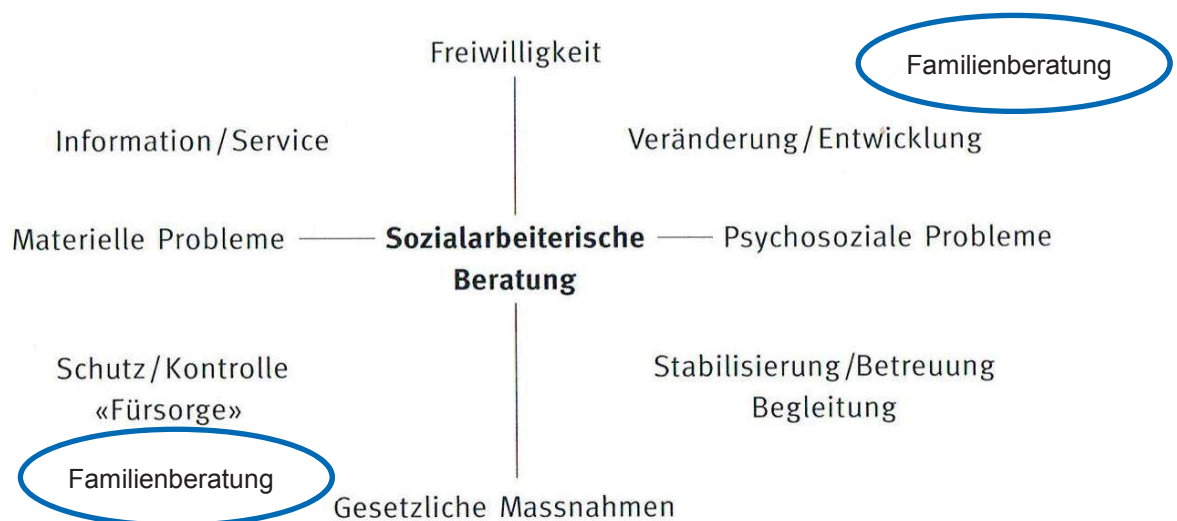 Freiwilligkeit
Familienberatung
Information / Service
Veränderung / Entwicklung
Materielle Probleme
Sozialarbeiterische
Beratung
Psychosoziale Probleme
Schutz / Kontrolle
«Fürsorge»
Stabilisierung / Betreuung
Begleitung
Familienberatung
Gesetzliche Massnahmen